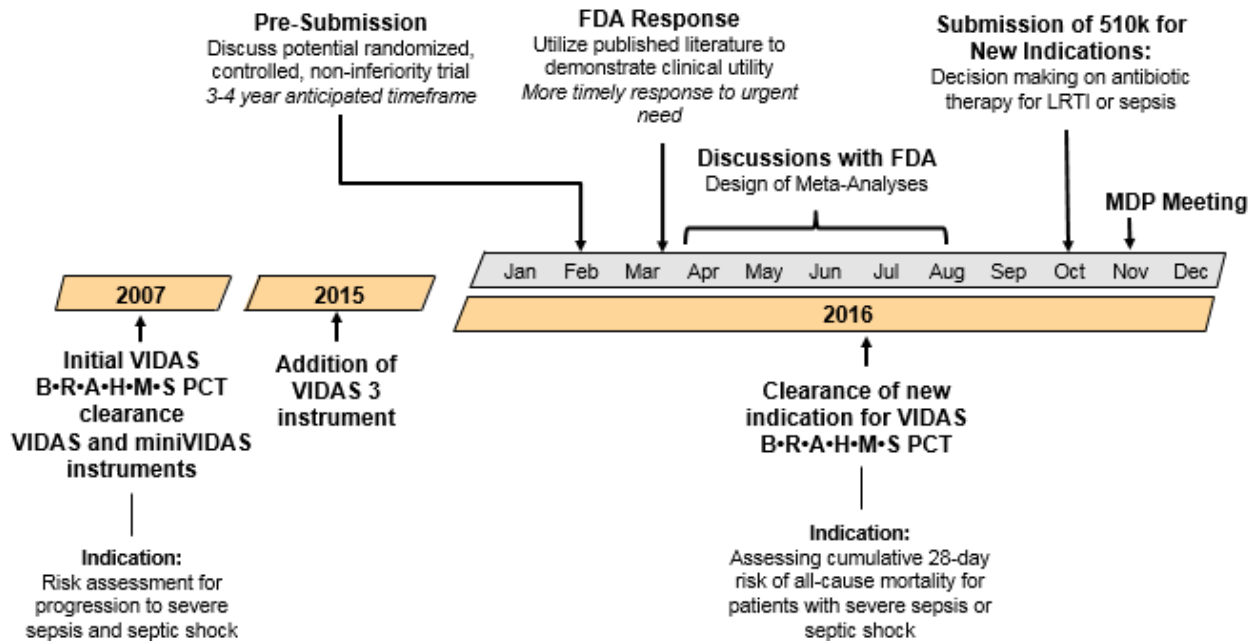 Pre-Submission
Discuss potential randomized,
controlled, non-inferiority trial
3-4 year anticipated timeframe
FDA Response
Utilize published literature to
demonstrate clinical utility
More timely response to urgent
need
Submission of 510k for
New Indications:
Decision making on antibiotic
therapy for LRTI or sepsis
Discussions with FDA
Design of Meta-Analyses
MDP Meeting
Jan Feb Mar Apr May Jun Jul Aug Sep Oct Nov Dec
2007
2015
2016
Initial VIDAS
B•R•A•H•M•S PCT
clearance
VIDAS and miniVIDAS
instruments
Addition of
VIDAS 3
instrument
Clearance of new
indication for VIDAS
B•R•A•H•M•S PCT
Indication:
Risk assessment for
progression to severe
sepsis and septic shock
Indication:
Assessing cumulative 28-day
risk of all-cause mortality for
patients with severe sepsis or
septic shock